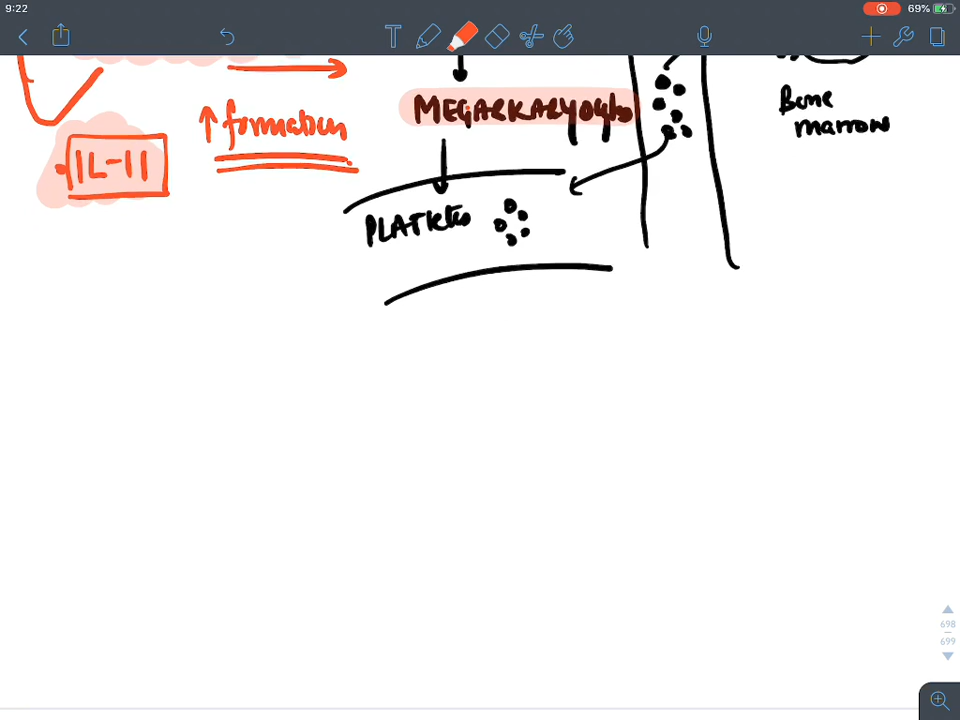 9:22
69%
T
MEGAKARYOcyte
Bone
marrow
↑ formation
IL-11
PLATElets
698
699